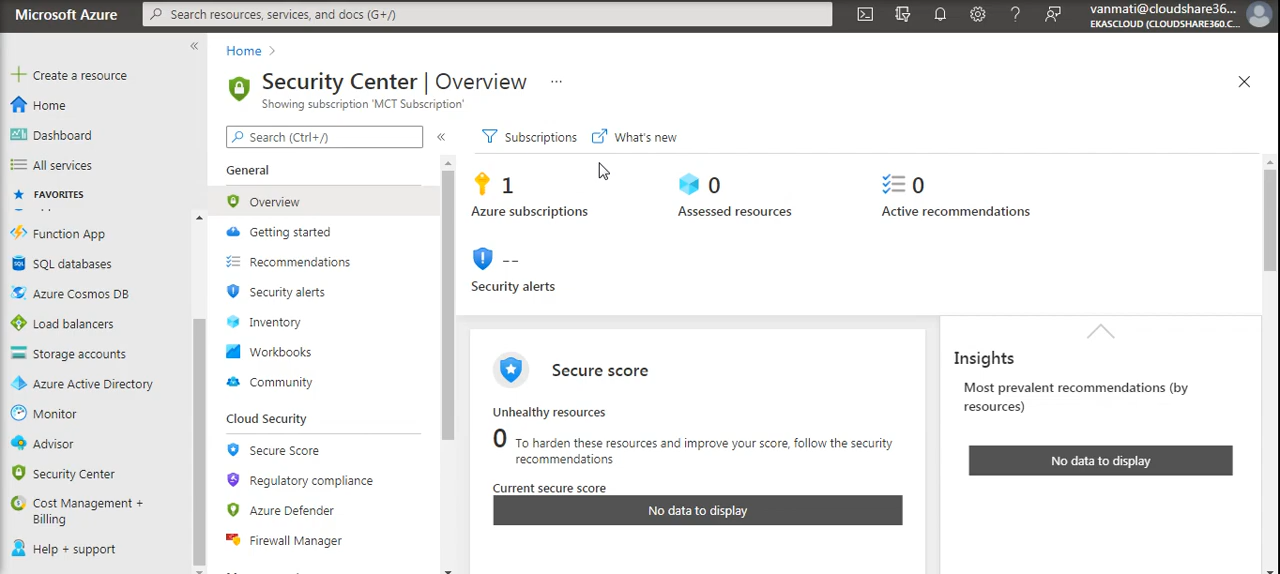 Microsoft Azure
Search resources, services, and docs (G+/)
vanmati@cloudshare36...
EKASCLOUD (CLOUDSHARE360.C...
Create a resource
Home
Dashboard
All services
FAVORITES
Function App
SQL databases
Azure Cosmos DB
Load balancers
Storage accounts
Azure Active Directory
Monitor
Advisor
Security Center
Cost Management +
Billing
Help + support
Home
Security Center | Overview
Showing subscription 'MCT Subscription'
Search (Ctrl+/)
General
Overview
Getting started
Recommendations
Security alerts
Inventory
Workbooks
Community
Cloud Security
Secure Score
Regulatory compliance
Azure Defender
Firewall Manager
Subscriptions
What's new
1
Azure subscriptions
0
Assessed resources
0
Active recommendations
--
Security alerts
Secure score
Unhealthy resources
0 To harden these resources and improve your score, follow the security
recommendations
Current secure score
No data to display
Insights
Most prevalent recommendations (by
resources)
No data to display